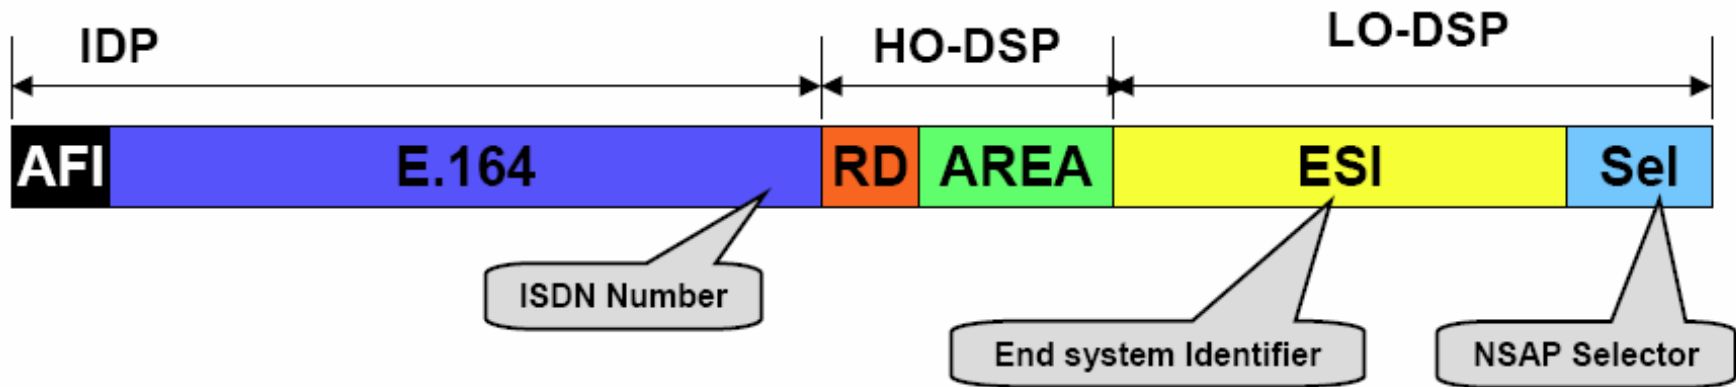 IDP
HO-DSP
LO-DSP
AFI
E.164
RD
AREA
ESI
Sel
ISDN Number
End system Identifier
NSAP Selector